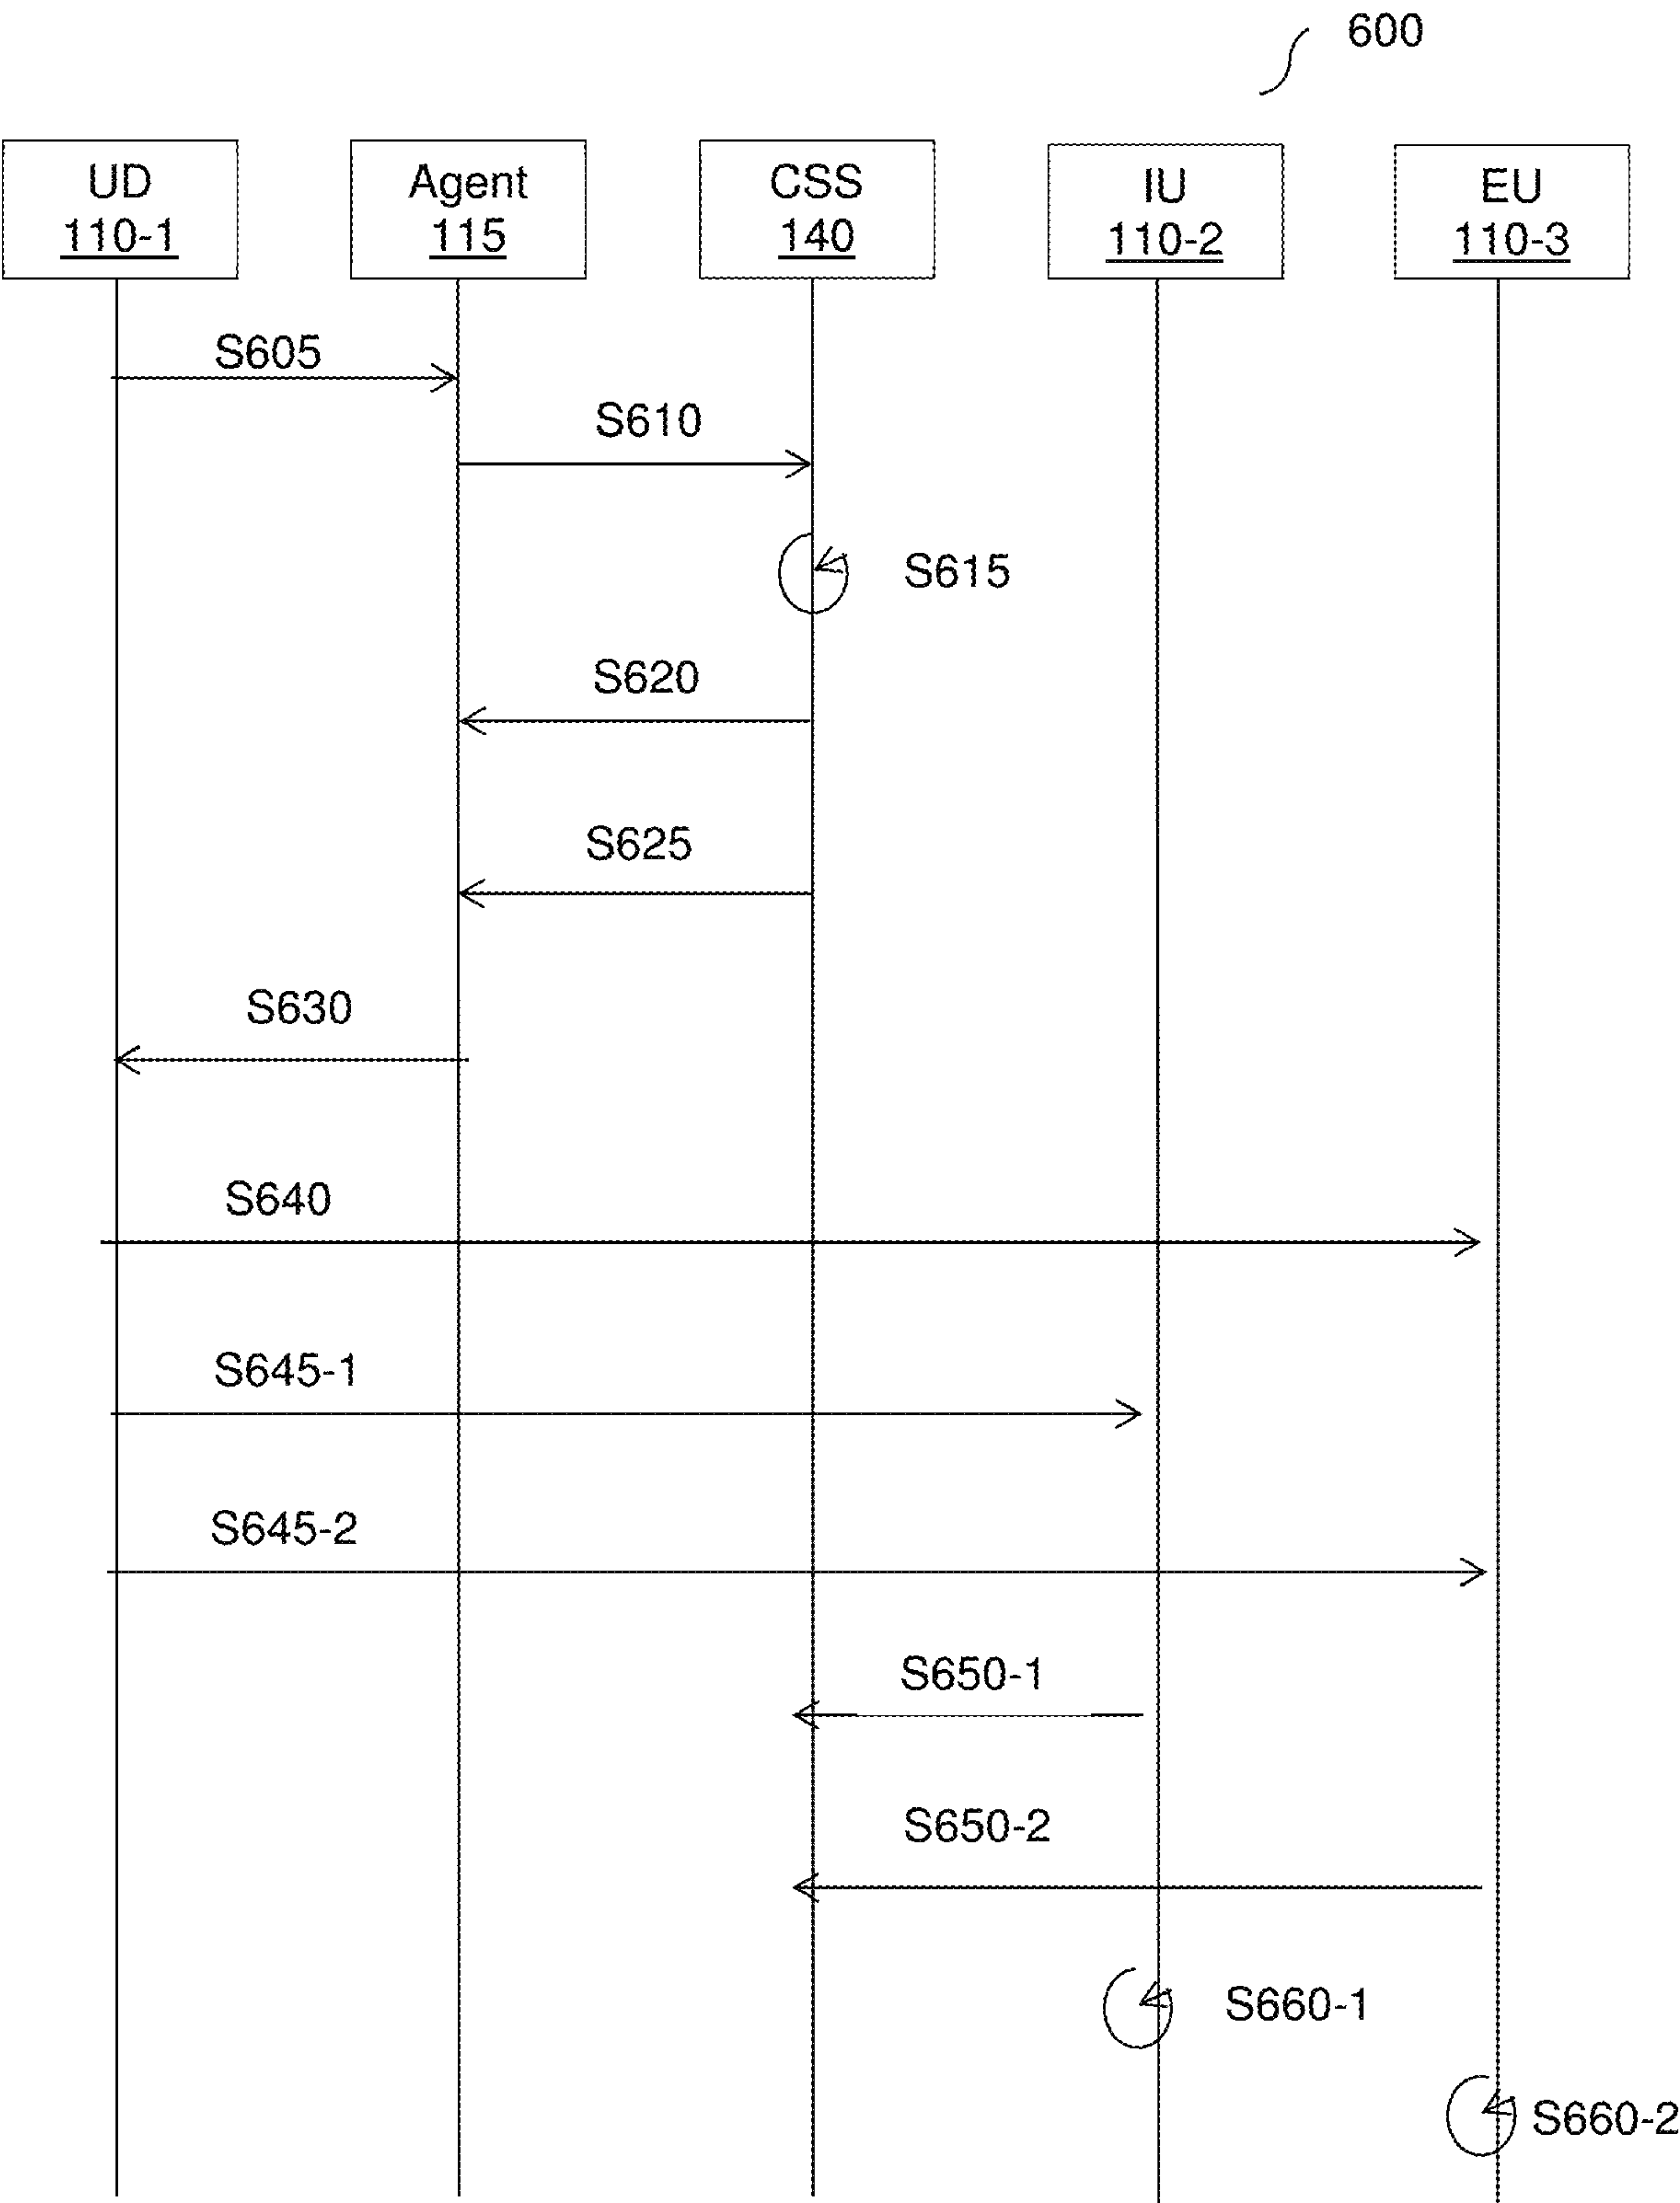 600
UD
110-1
Agent
115
CSS
140
IU
110-2
EU
110-3
S605
S610
S615
S620
S625
S630
S640
S645-1
S645-2
S650-1
S650-2
S660-1
S660-2